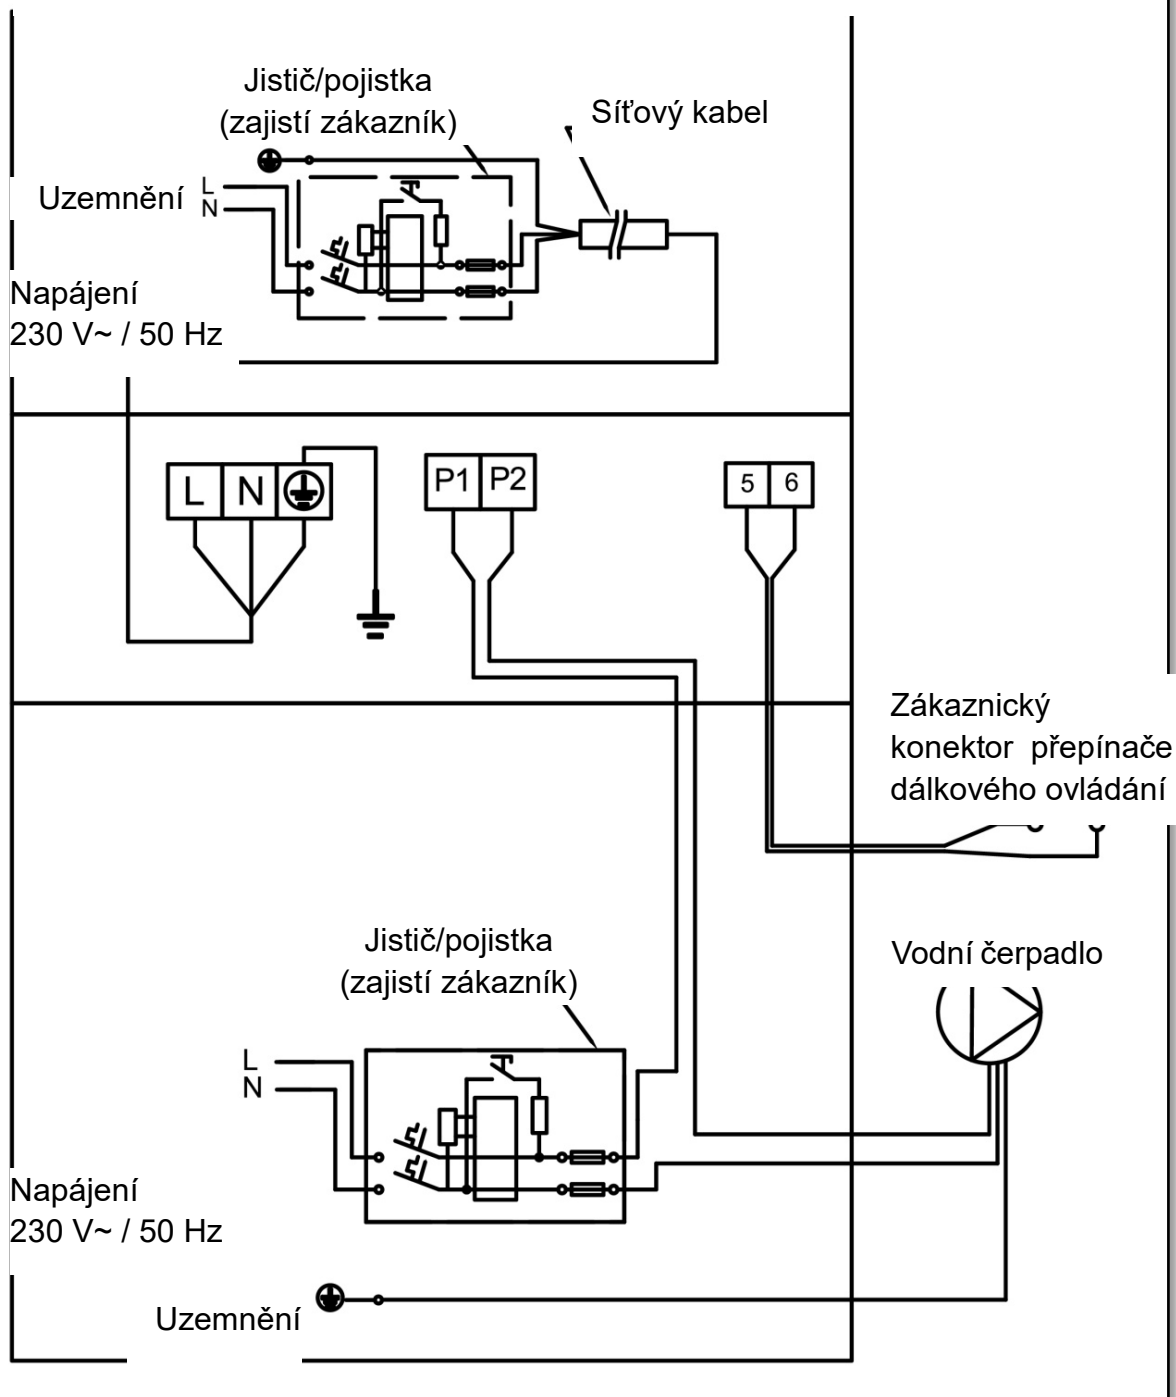 Jistič/pojistka
(zajistí zákazník)
Síťový kabel
Uzemnění
L
N
Napájení
230 V~ / 50 Hz
L N
P1 P2
5 6
Zákaznický
konektor přepínače
dálkového ovládání
Jistič/pojistka
(zajistí zákazník)
Vodní čerpadlo
L
N
Napájení
230 V~ / 50 Hz
Uzemnění